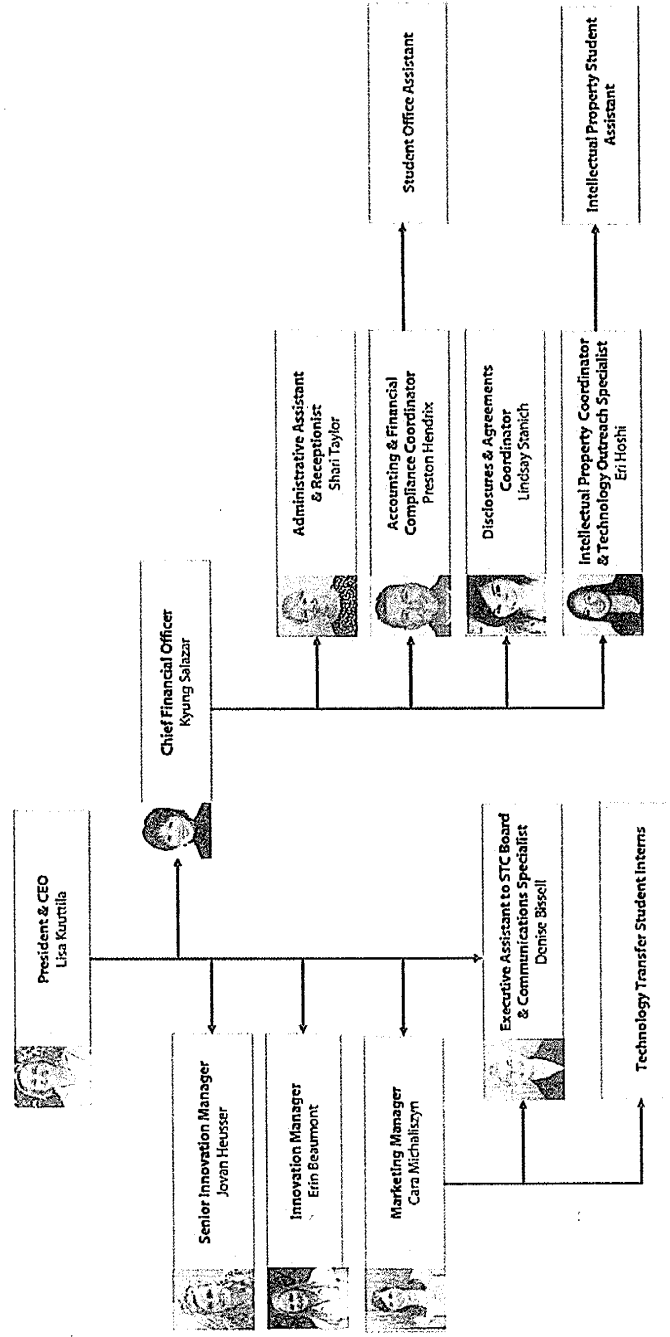 President & CEO
Lisa Kuuttila
Chief Financial Officer
Kyung Salazar
Senior Innovation Manager
Jovan Heusser
Innovation Manager
Erin Beaumont
Marketing Manager
Cara Michaliszyn
Executive Assistant to STC Board
& Communications Specialist
Denise Bissell
Technology Transfer Student Interns
Administrative Assistant
& Receptionist
Shari Taylor
Accounting & Financial
Compliance Coordinator
Preston Hendrix
Disclosures & Agreements
Coordinator
Lindsay Stanich
Intellectual Property Coordinator
& Technology Outreach Specialist
Eri Hoshi
Student Office Assistant
Intellectual Property Student
Assistant